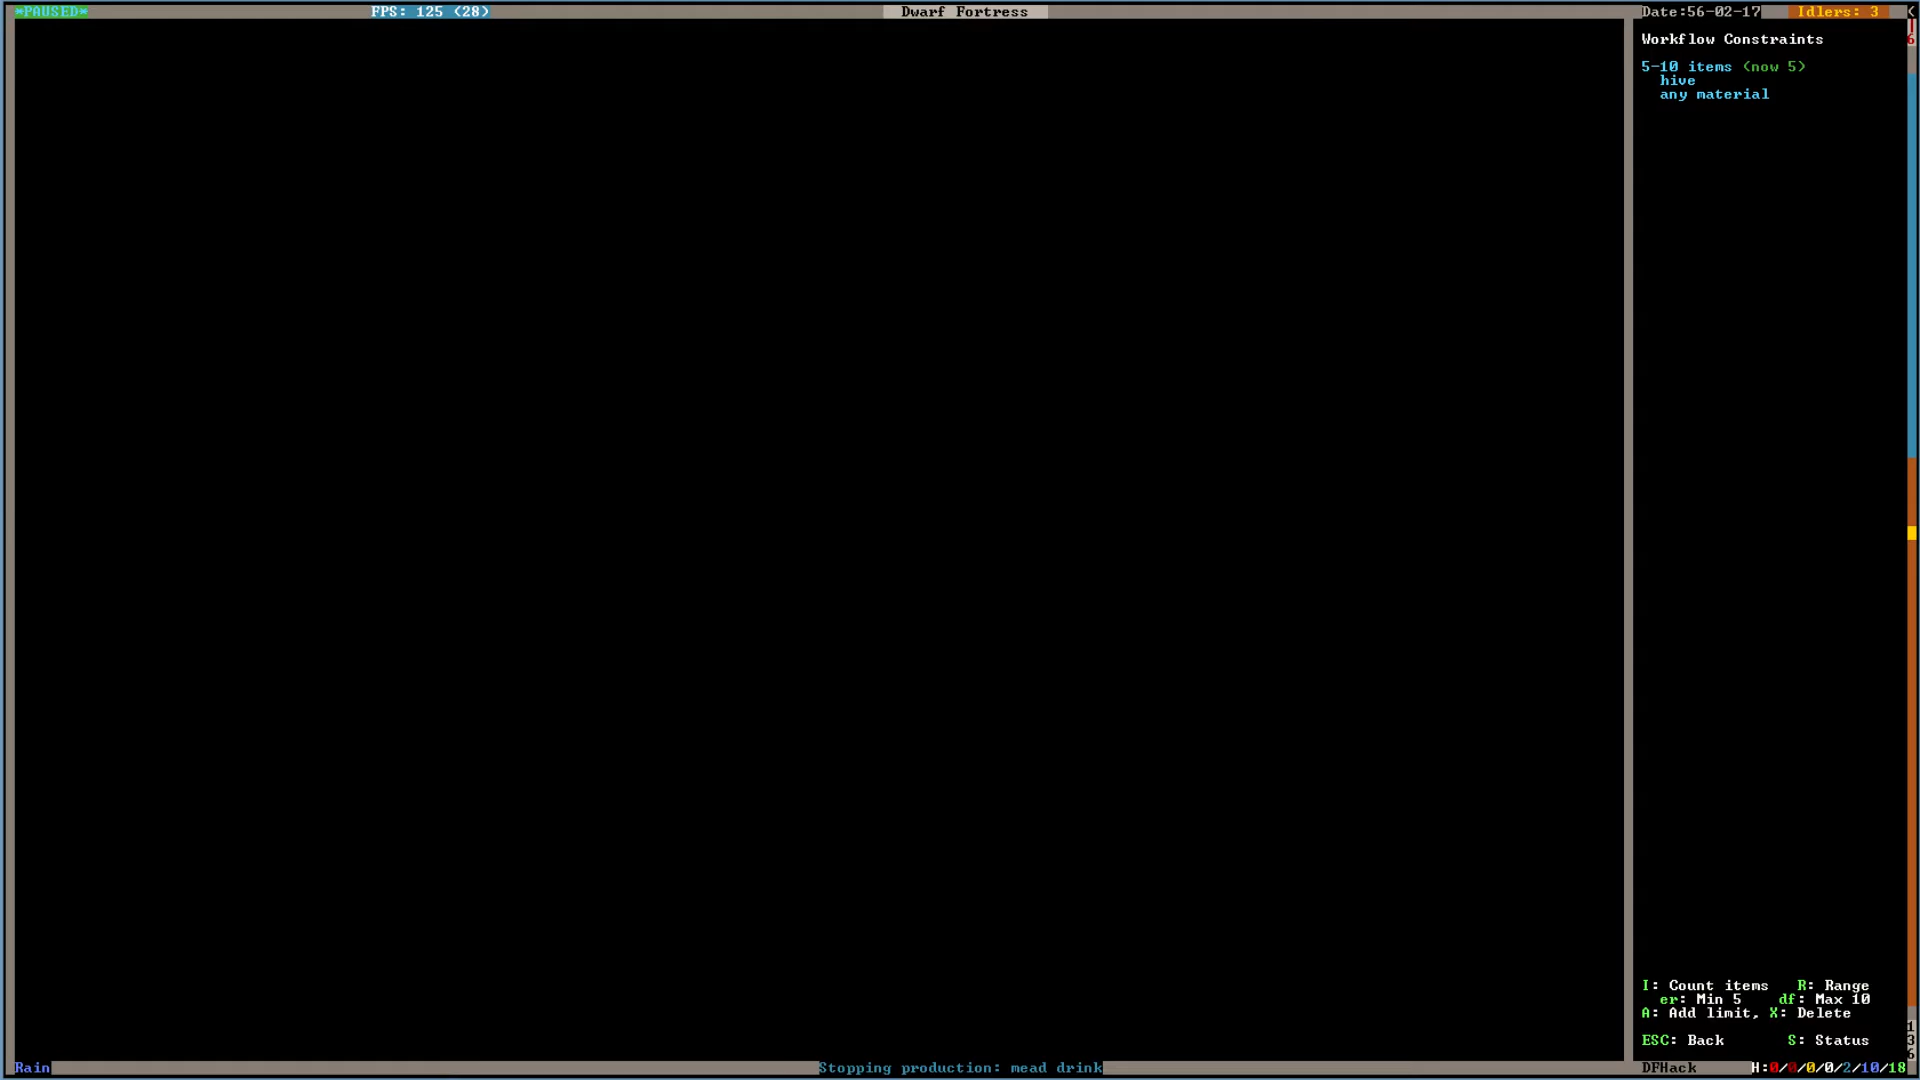 *PAUSED* FPS: 125 (28) Dwarf Fortress Date:56-02-17 Idlers: 3
Workflow Constraints
5-10 items (now 5)
hive
any material
I: Count items R: Range
er: Min 5 df: Max 10
A: Add limit, X: Delete
ESC: Back S: Status
Rain Stopping production: mead drink DFHack H:0/0/0/0/2/10/18